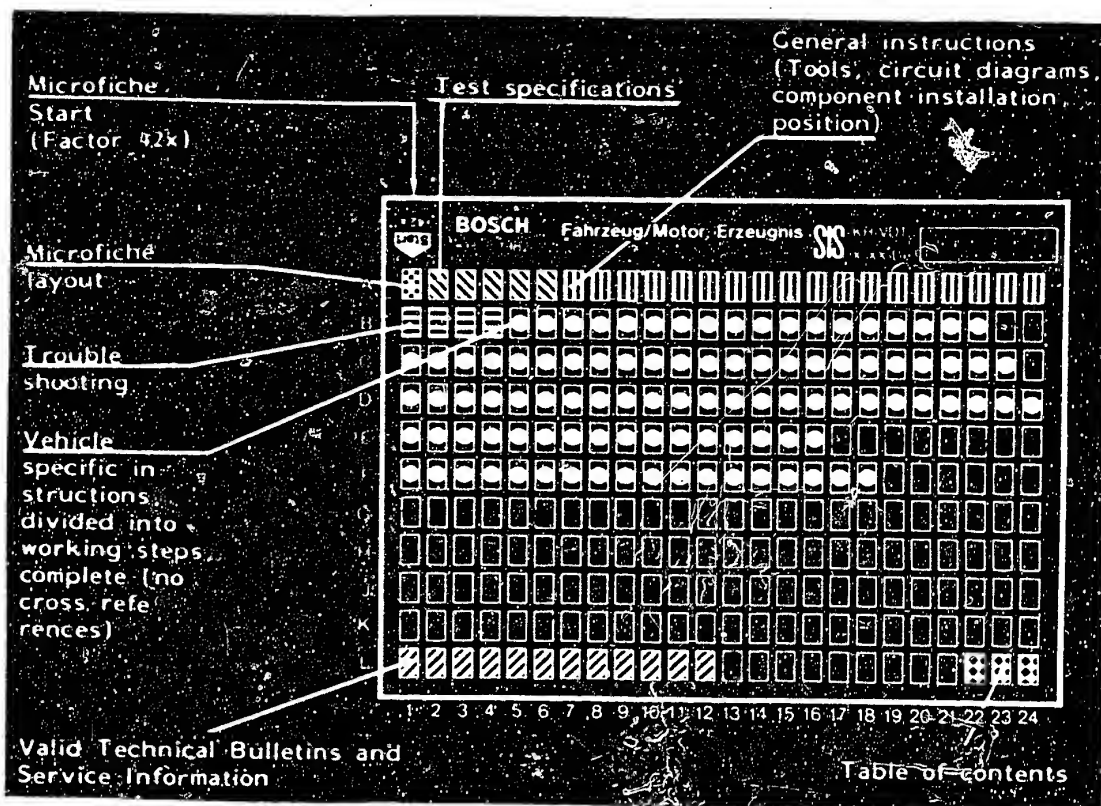 General instructions
(Tools, circuit diagrams,
component installation
position)
Microfiche
Start
(Factor 42x)
Test specifications
BOSCH Fahrzeug/Motor, Erzeugnis SIS
Start
Microfiche
layout
Trouble
shooting
Vehicle
specific in-
structions
divided into
working steps
complete (no
cross refe
rences)
B
D
E
K
L
1 2 3 4 5 6 7 8 9 10 11 12 13 14 15 16 17 18 19 20 21 22 23 24
Valid Technical Bulletins and
Service Information
Table of contents